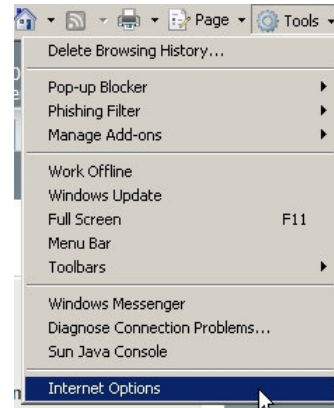 Page Tools
Delete Browsing History...
Pop-up Blocker
Phishing Filter
Manage Add-ons
Work Offline
Windows Update
Full Screen F11
Menu Bar
Toolbars
Windows Messenger
Diagnose Connection Problems...
Sun Java Console
Internet Options